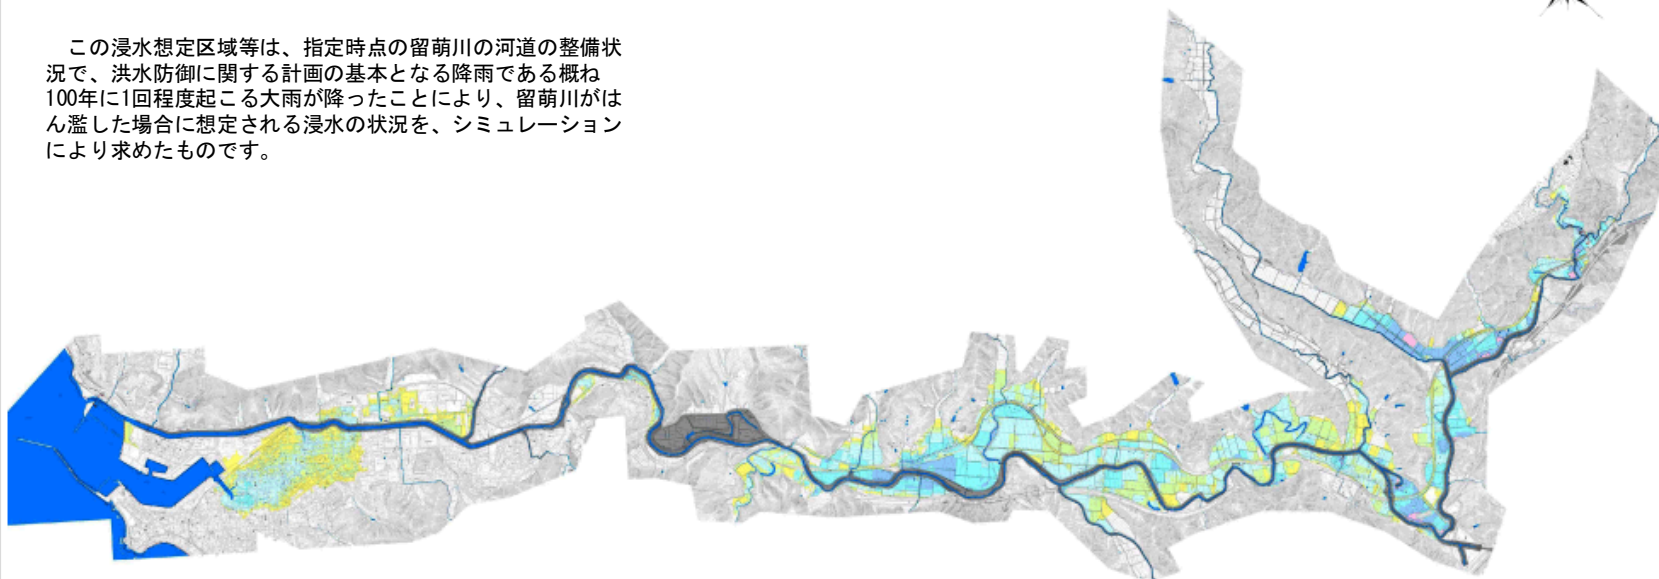 この浸水想定区域等は、指定時点の留萌川の河道の整備状
況で、洪水防御に関する計画の基本となる降雨である概ね
100年に1回程度起こる大雨が降ったことにより、留萌川がは
ん濫した場合に想定される浸水の状況を、シミュレーション
により求めたものです。